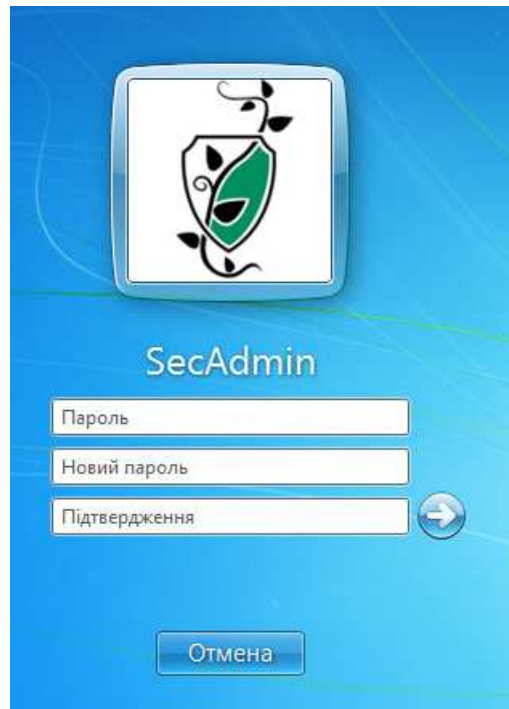 SecAdmin
Пароль
Новий пароль
Підтвердження
Отмена